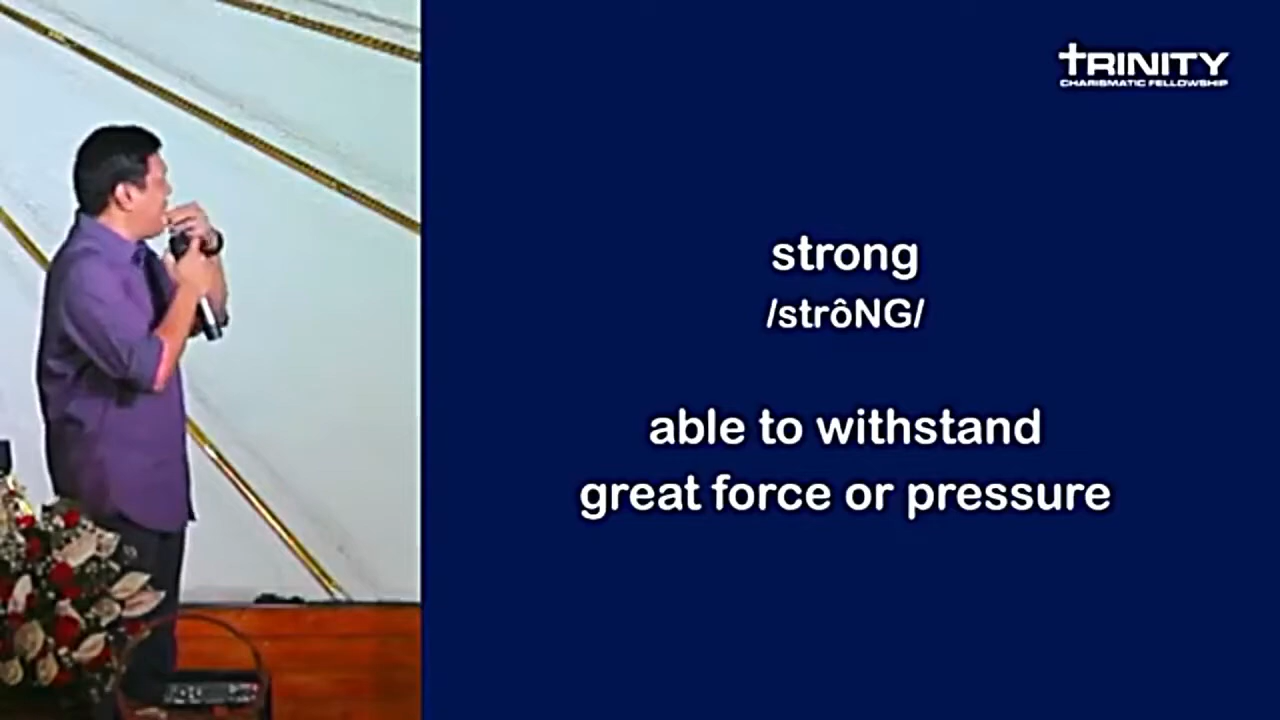 TRINITY
CHARISMATIC FELLOWSHIP
strong
/strôNG/
able to withstand
great force or pressure